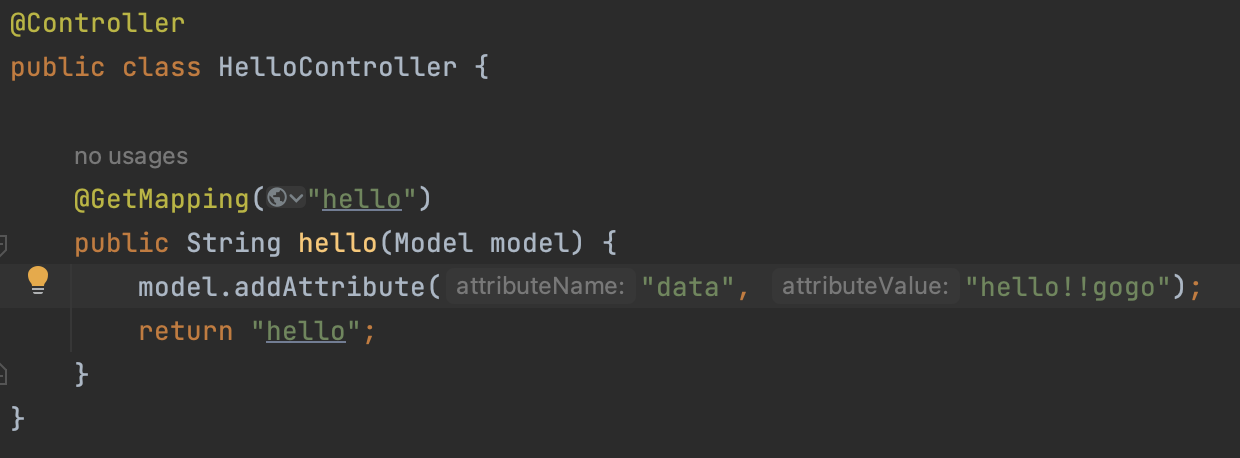 @Controller
public class HelloController {
no usages
@GetMapping("hello")
public String hello(Model model) {
model.addAttribute( attributeName: "data", attributeValue: "hello!!gogo");
return "hello";
}
}